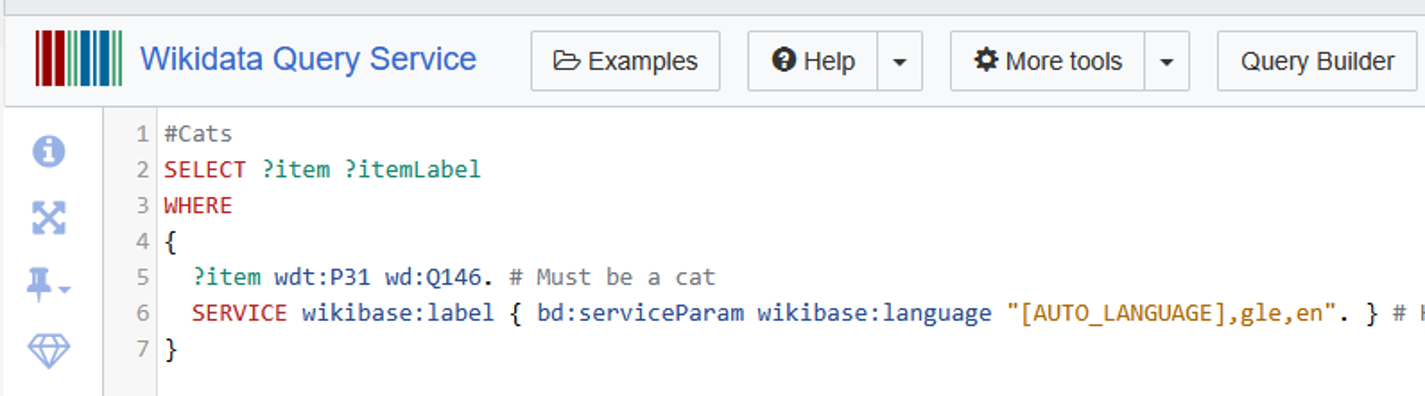 Wikidata Query Service Examples Help More tools Query Builder
1 #Cats
2 SELECT ?item ?itemLabel
3 WHERE
4 {
5 ?item wdt:P31 wd:Q146. # Must be a cat
6 SERVICE wikibase:label { bd:serviceParam wikibase:language "[AUTO_LANGUAGE],gle,en". } #
7 }